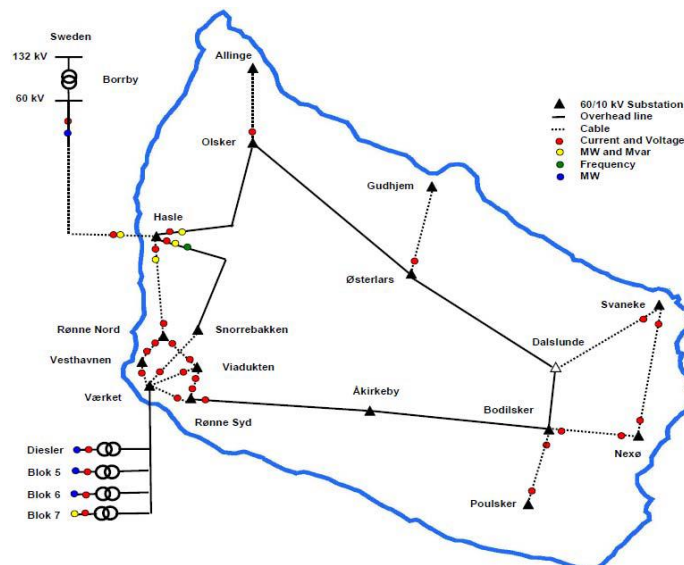 Sweden
132 kV
Borrby
60 kV
Allinge
Olsker
Gudhjem
Hasle
Østerlars
Svaneke
Rønne Nord
Snorrebakken
Dalslunde
Vesthavnen
Viadukten
Værket
Åkirkeby
Bodilsker
Rønne Syd
Nexø
Diesler
Blok 5
Blok 6
Poulsker
Blok 7
60/10 kV Substation
Overhead line
Cable
Current and Voltage
MW and Mvar
Frequency
MW